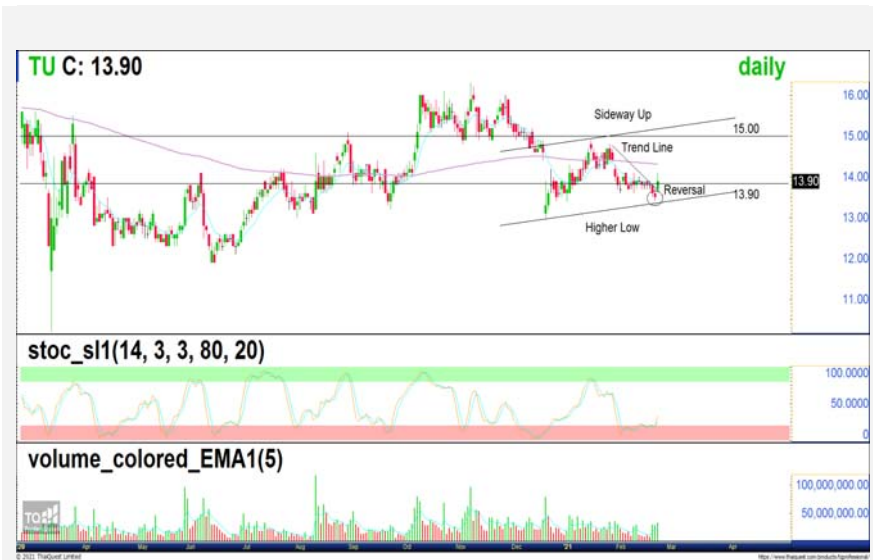 TU C: 13.90
daily
16.00
Sideway Up
15.00
15.00
Trend Line
14.00
13.90
Reversal
13.90
13.00
Higher Low
12.00
11.00
stoc_sl1(14, 3, 3, 80, 20)
100.0000
50.0000
0
volume_colored_EMA1(5)
100,000,000.00
50,000,000.00
TQ
'20 Apr May Jun Jul Aug Sep Oct Nov Dec '21 Feb Mar Apr
© 2021 ThaiQuest Limited